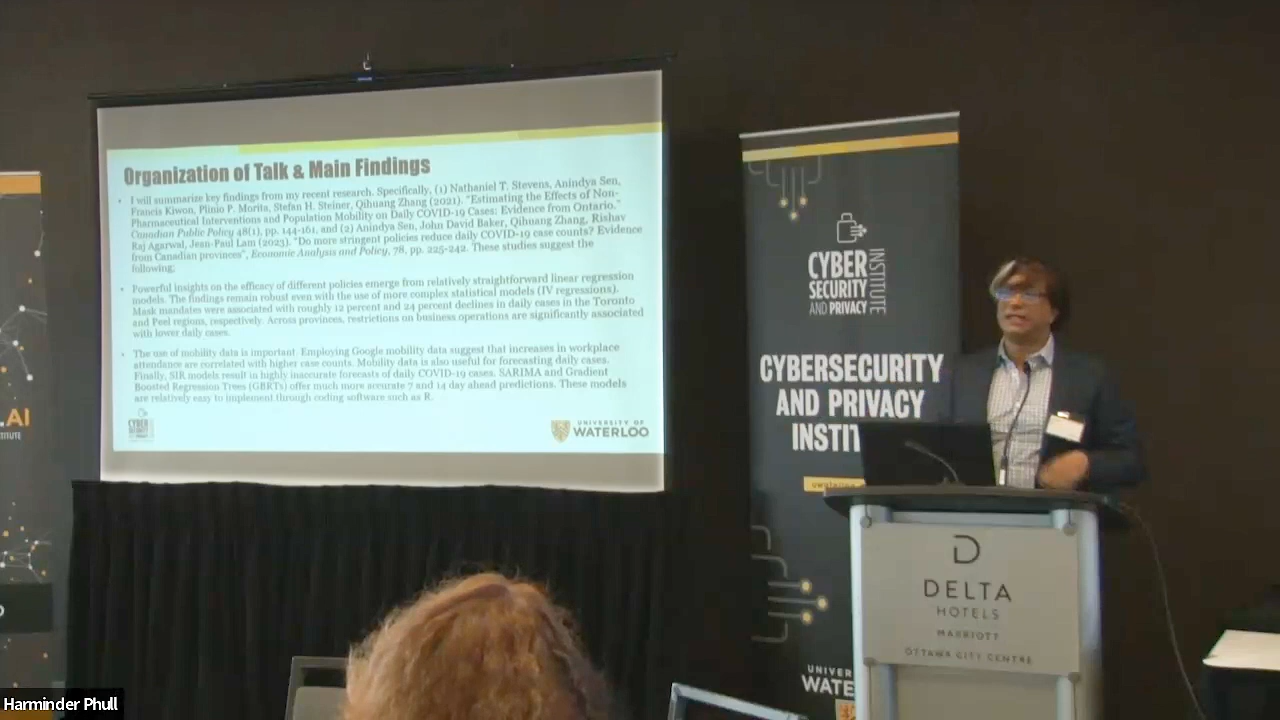 Organization of Talk & Main Findings
• I will summarize key findings from my recent research. Specifically, (1) Nathaniel T. Stevens, Anindya Sen,
Francis Kiwon, Plinio P. Morita, Stefan H. Steiner, Qihuang Zhang (2021). "Estimating the Effects of Non-
Pharmaceutical Interventions and Population Mobility on Daily COVID-19 Cases: Evidence from Ontario."
Canadian Public Policy 48(1), pp. 144-161, and (2) Anindya Sen, John David Baker, Qihuang Zhang, Rishav
Raj Agarwal, Jean-Paul Lam (2023). "Do more stringent policies reduce daily COVID-19 case counts? Evidence
from Canadian provinces", Economic Analysis and Policy, 78, pp. 225-242. These studies suggest the
following:
• Powerful insights on the efficacy of different policies emerge from relatively straightforward linear regression
models. The findings remain robust even with the use of more complex statistical models (IV regressions).
Mask mandates were associated with roughly 12 percent and 24 percent declines in daily cases in the Toronto
and Peel regions, respectively. Across provinces, restrictions on business operations are significantly associated
with lower daily cases.
• The use of mobility data is important. Employing Google mobility data suggest that increases in workplace
attendance are correlated with higher case counts. Mobility data is also useful for forecasting daily cases.
Finally, SIR models result in highly inaccurate forecasts of daily COVID-19 cases. SARIMA and Gradient
Boosted Regression Trees (GBRTs) offer much more accurate 7 and 14 day ahead predictions. These models
are relatively easy to implement through coding software such as R.
CYBER
SECURITY
UNIVERSITY OF
WATERLOO
.AI
TITUTE
CYBER
SECURITY
AND PRIVACY
INSTITUTE
CYBERSECURITY
AND PRIVACY
INSTIT
UNIVER
WATE
D
DELTA
HOTELS
MARRIOTT
OTTAWA CITY CENTRE
Harminder Phull